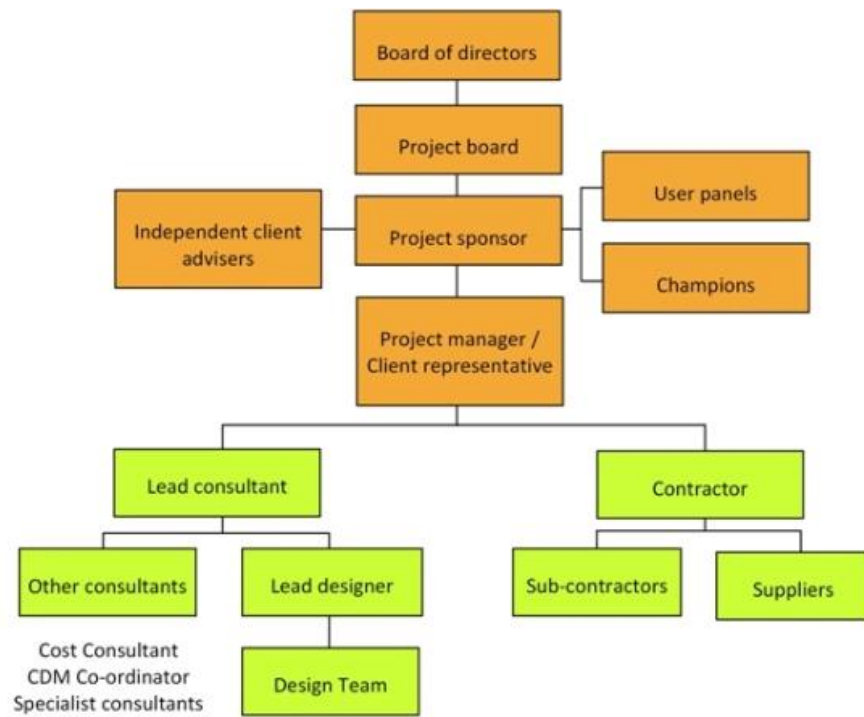 Board of directors
Project board
User panels
Independent client
advisers
Project sponsor
Champions
Project manager /
Client representative
Lead consultant
Contractor
Other consultants
Lead designer
Sub-contractors
Suppliers
Cost Consultant
CDM Co-ordinator
Specialist consultants
Design Team